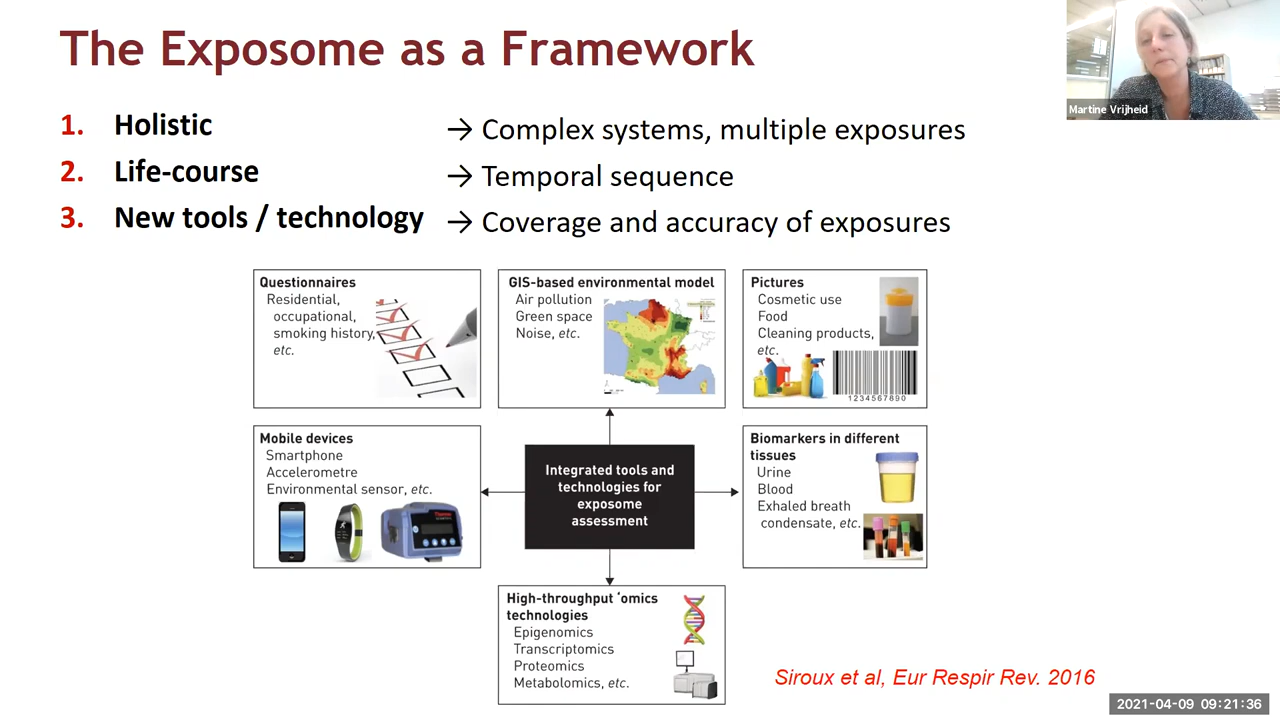 The Exposome as a Framework
Martine Vrijheid
1. Holistic → Complex systems, multiple exposures
2. Life-course → Temporal sequence
3. New tools / technology → Coverage and accuracy of exposures
Questionnaires
Residential,
occupational,
smoking history,
etc.
GIS-based environmental model
Air pollution
Green space
Noise, etc.
Pictures
Cosmetic use
Food
Cleaning products,
etc.
1234567890
Mobile devices
Smartphone
Accelerometre
Environmental sensor, etc.
Integrated tools and
technologies for
exposome
assessment
Biomarkers in different
tissues
Urine
Blood
Exhaled breath
condensate, etc.
High-throughput ‘omics
technologies
Epigenomics
Transcriptomics
Proteomics
Metabolomics, etc.
Siroux et al, Eur Respir Rev. 2016
2021-04-09 09:21:36